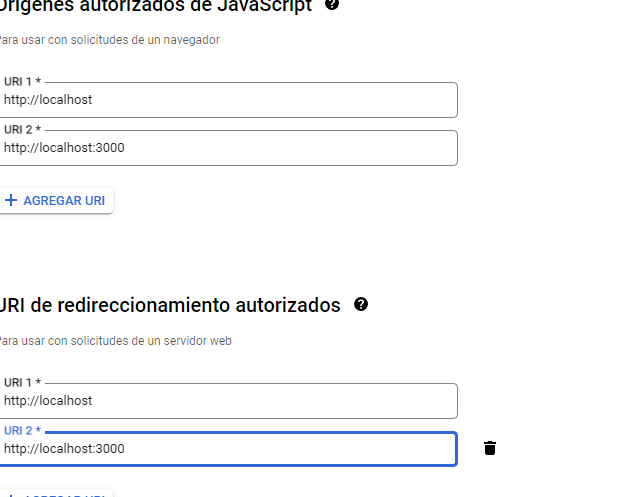 Orígenes autorizados de JavaScript
Para usar con solicitudes de un navegador
URI 1 *
http://localhost
URI 2 *
http://localhost:3000
AGREGAR URI
URI de redireccionamiento autorizados
Para usar con solicitudes de un servidor web
URI 1 *
http://localhost
URI 2 *
http://localhost:3000
AGREGAR URI